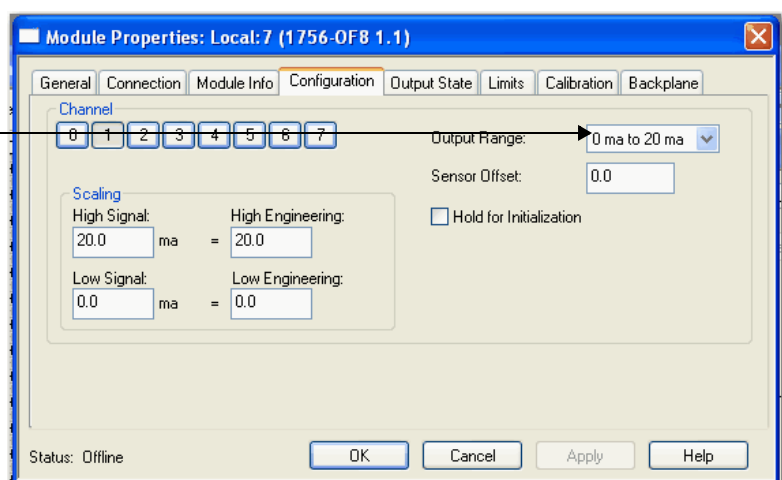 Module Properties: Local:7 (1756-OF8 1.1)
General Connection Module Info Configuration Output State Limits Calibration Backplane
Channel
0 1 2 3 4 5 6 7
Output Range: 0 ma to 20 ma
Sensor Offset: 0.0
Hold for Initialization
Scaling
High Signal: High Engineering:
20.0 ma = 20.0
Low Signal: Low Engineering:
0.0 ma = 0.0
Status: Offline
OK Cancel Apply Help